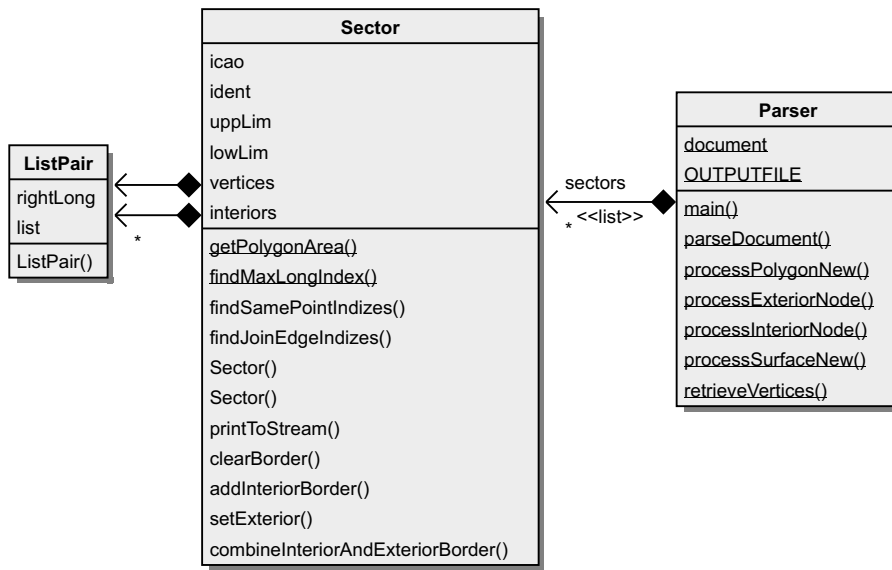 ListPair
rightLong
list
ListPair()
*
Sector
icao
ident
uppLim
lowLim
vertices
interiors
getPolygonArea()
findMaxLongIndex()
findSamePointIndizes()
findJoinEdgeIndizes()
Sector()
Sector()
printToStream()
clearBorder()
addInteriorBorder()
setExterior()
combineInteriorAndExteriorBorder()
sectors
* <<list>>
Parser
document
OUTPUTFILE
main()
parseDocument()
processPolygonNew()
processExteriorNode()
processInteriorNode()
processSurfaceNew()
retrieveVertices()